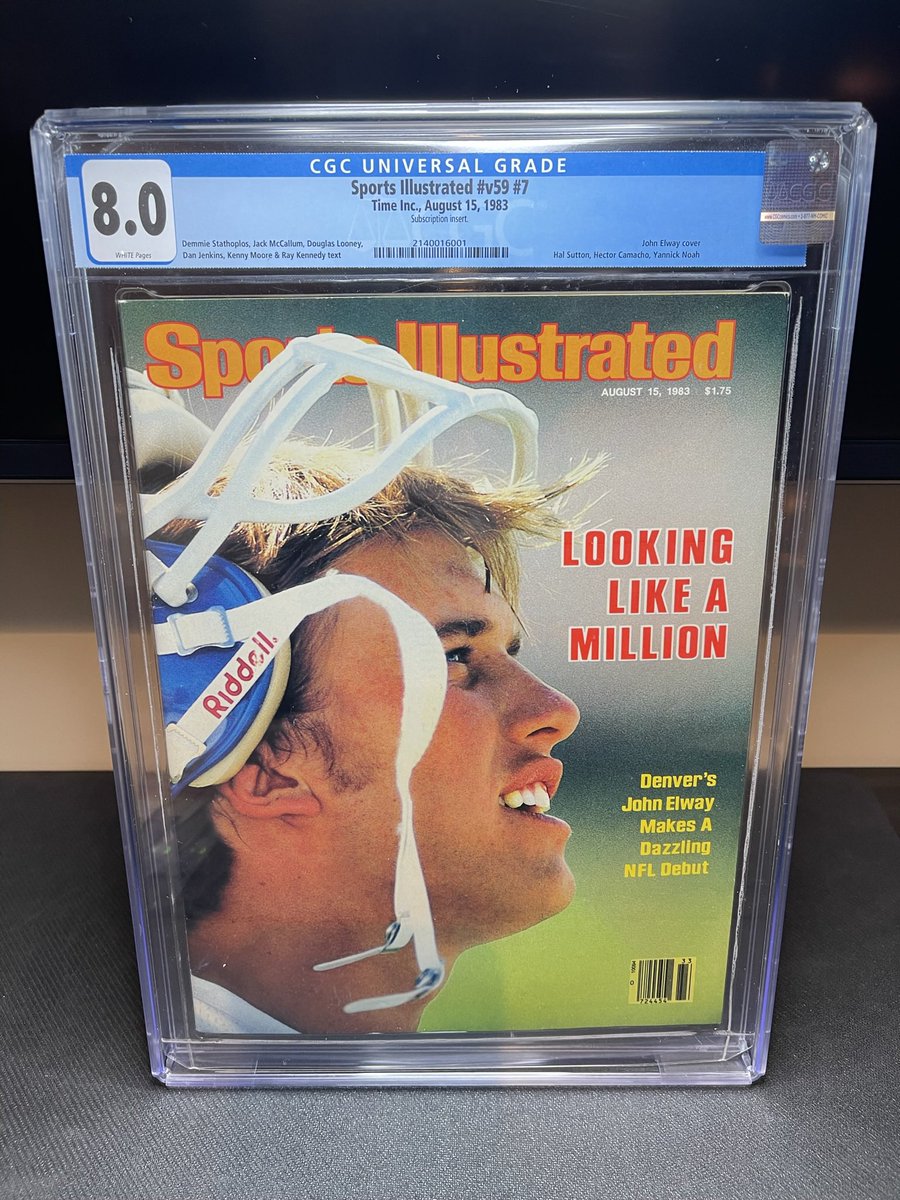 CGC UNIVERSAL GRADE
8.0
WHITE Pages
Sports Illustrated #v59 #7
Time Inc., August 15, 1983
Subscription insert.
Demmie Stathoplos, Jack McCallum, Douglas Looney,
Dan Jenkins, Kenny Moore & Ray Kennedy text
2140016001
John Elway cover
Hal Sutton, Hector Camacho, Yannick Noah
CGC
Sports Illustrated
AUGUST 15, 1983 $1.75
LOOKING
LIKE A
MILLION
Riddell
Denver's
John Elway
Makes A
Dazzling
NFL Debut
33
724454